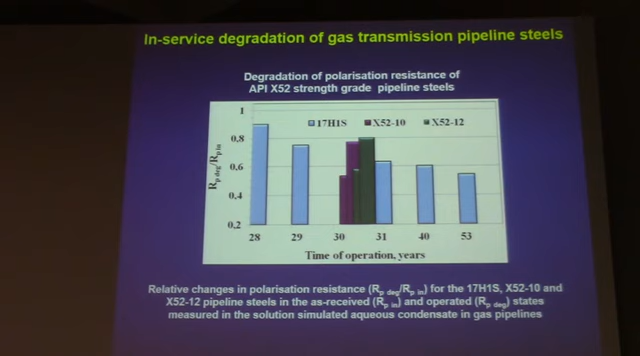 In-service degradation of gas transmission pipeline steels
Degradation of polarisation resistance of
API X52 strength grade pipeline steels
17H1S X52-10 X52-12
1
0,8
0,6
0,4
0,2
Rp deg/Rp in
28 29 30 31 40 53
Time of operation, years
Relative changes in polarisation resistance (Rp deg/Rp in) for the 17H1S, X52-10 and
X52-12 pipeline steels in the as-received (Rp in) and operated (Rp deg) states
measured in the solution simulated aqueous condensate in gas pipelines